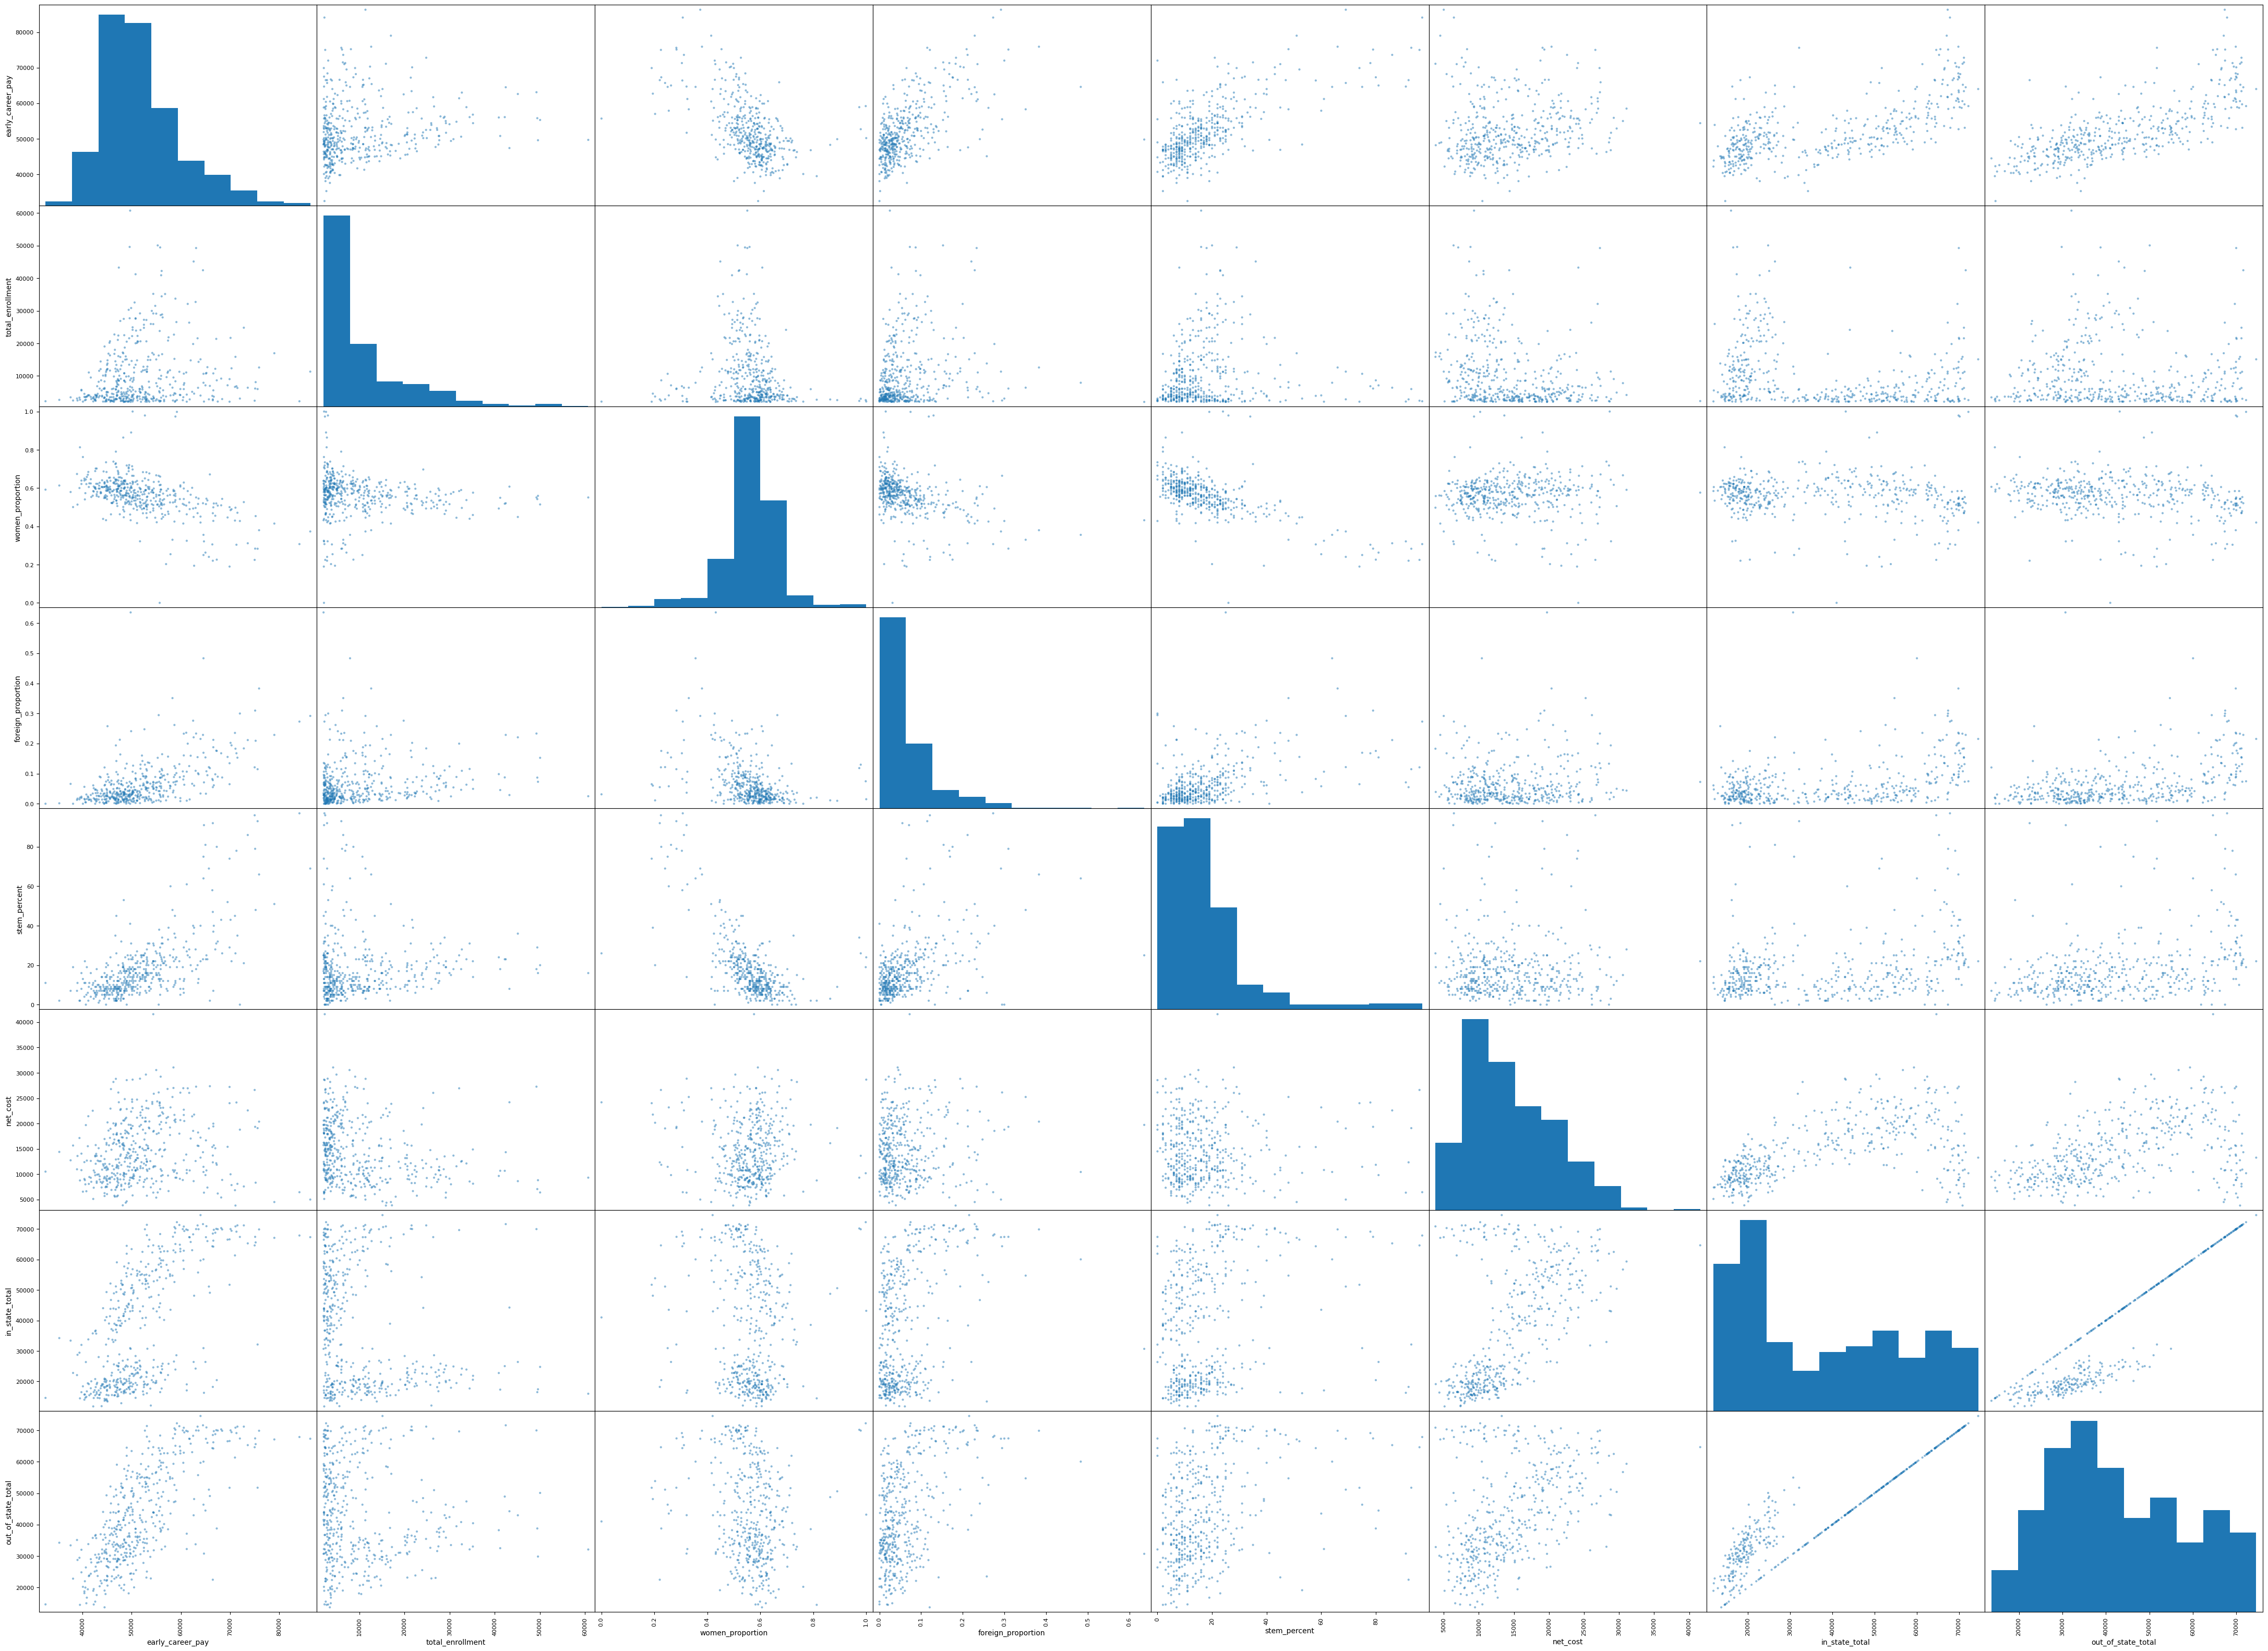 early_career_pay
80000
70000
60000
50000
40000
total_enrollment
60000
50000
40000
30000
20000
10000
women_proportion
1.0
0.8
0.6
0.4
0.2
0.0
foreign_proportion
0.6
0.5
0.4
0.3
0.2
0.1
0.0
stem_percent
80
60
40
20
0
net_cost
40000
35000
30000
25000
20000
15000
10000
5000
in_state_total
70000
60000
50000
40000
30000
20000
out_of_state_total
70000
60000
50000
40000
30000
20000
40000 50000 60000 70000 80000
early_career_pay
10000 20000 30000 40000 50000 60000
total_enrollment
0.0 0.2 0.4 0.6 0.8 1.0
women_proportion
0.0 0.1 0.2 0.3 0.4 0.5 0.6
foreign_proportion
0 20 40 60 80
stem_percent
5000 10000 15000 20000 25000 30000 35000 40000
net_cost
20000 30000 40000 50000 60000 70000
in_state_total
20000 30000 40000 50000 60000 70000
out_of_state_total